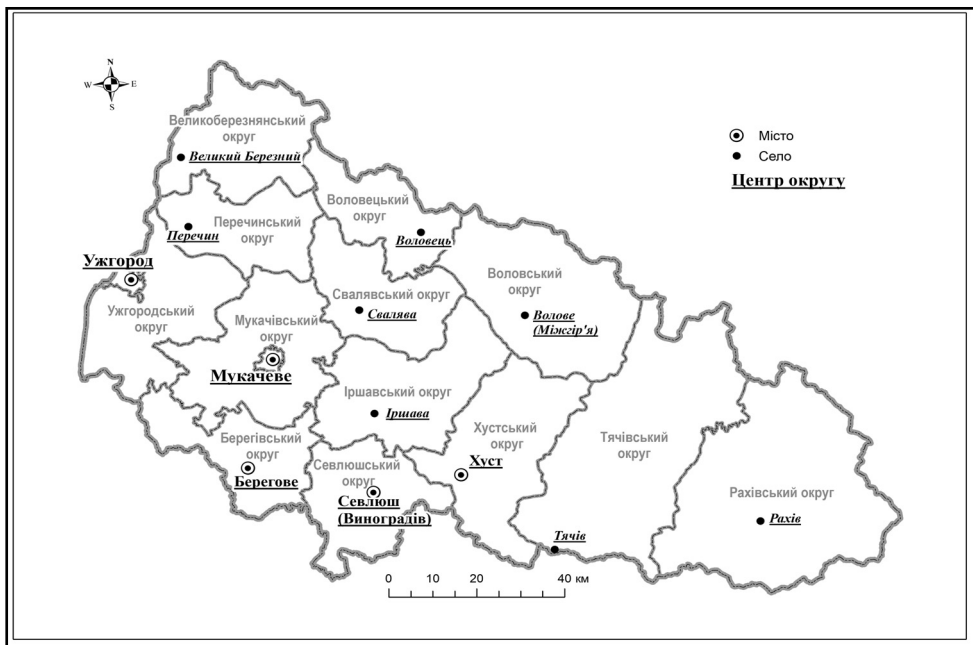 N
W E
S
Великоберезнянський
округ
Великий Березний
Місто
Село
Центр округу
Воловецький
округ
Воловець
Перечинський
округ
Перечин
Ужгород
Воловський
округ
Волове
(Міжгір'я)
Свалявський округ
Свалява
Ужгородський
округ
Мукачівський
округ
Мукачеве
Іршавський округ
Іршава
Хустський
округ
Хуст
Тячівський
округ
Берегівський
округ
Берегове
Севлюшський
округ
Севлюш
(Виноградів)
Рахівський округ
Рахів
Тячів
0 10 20 40 км